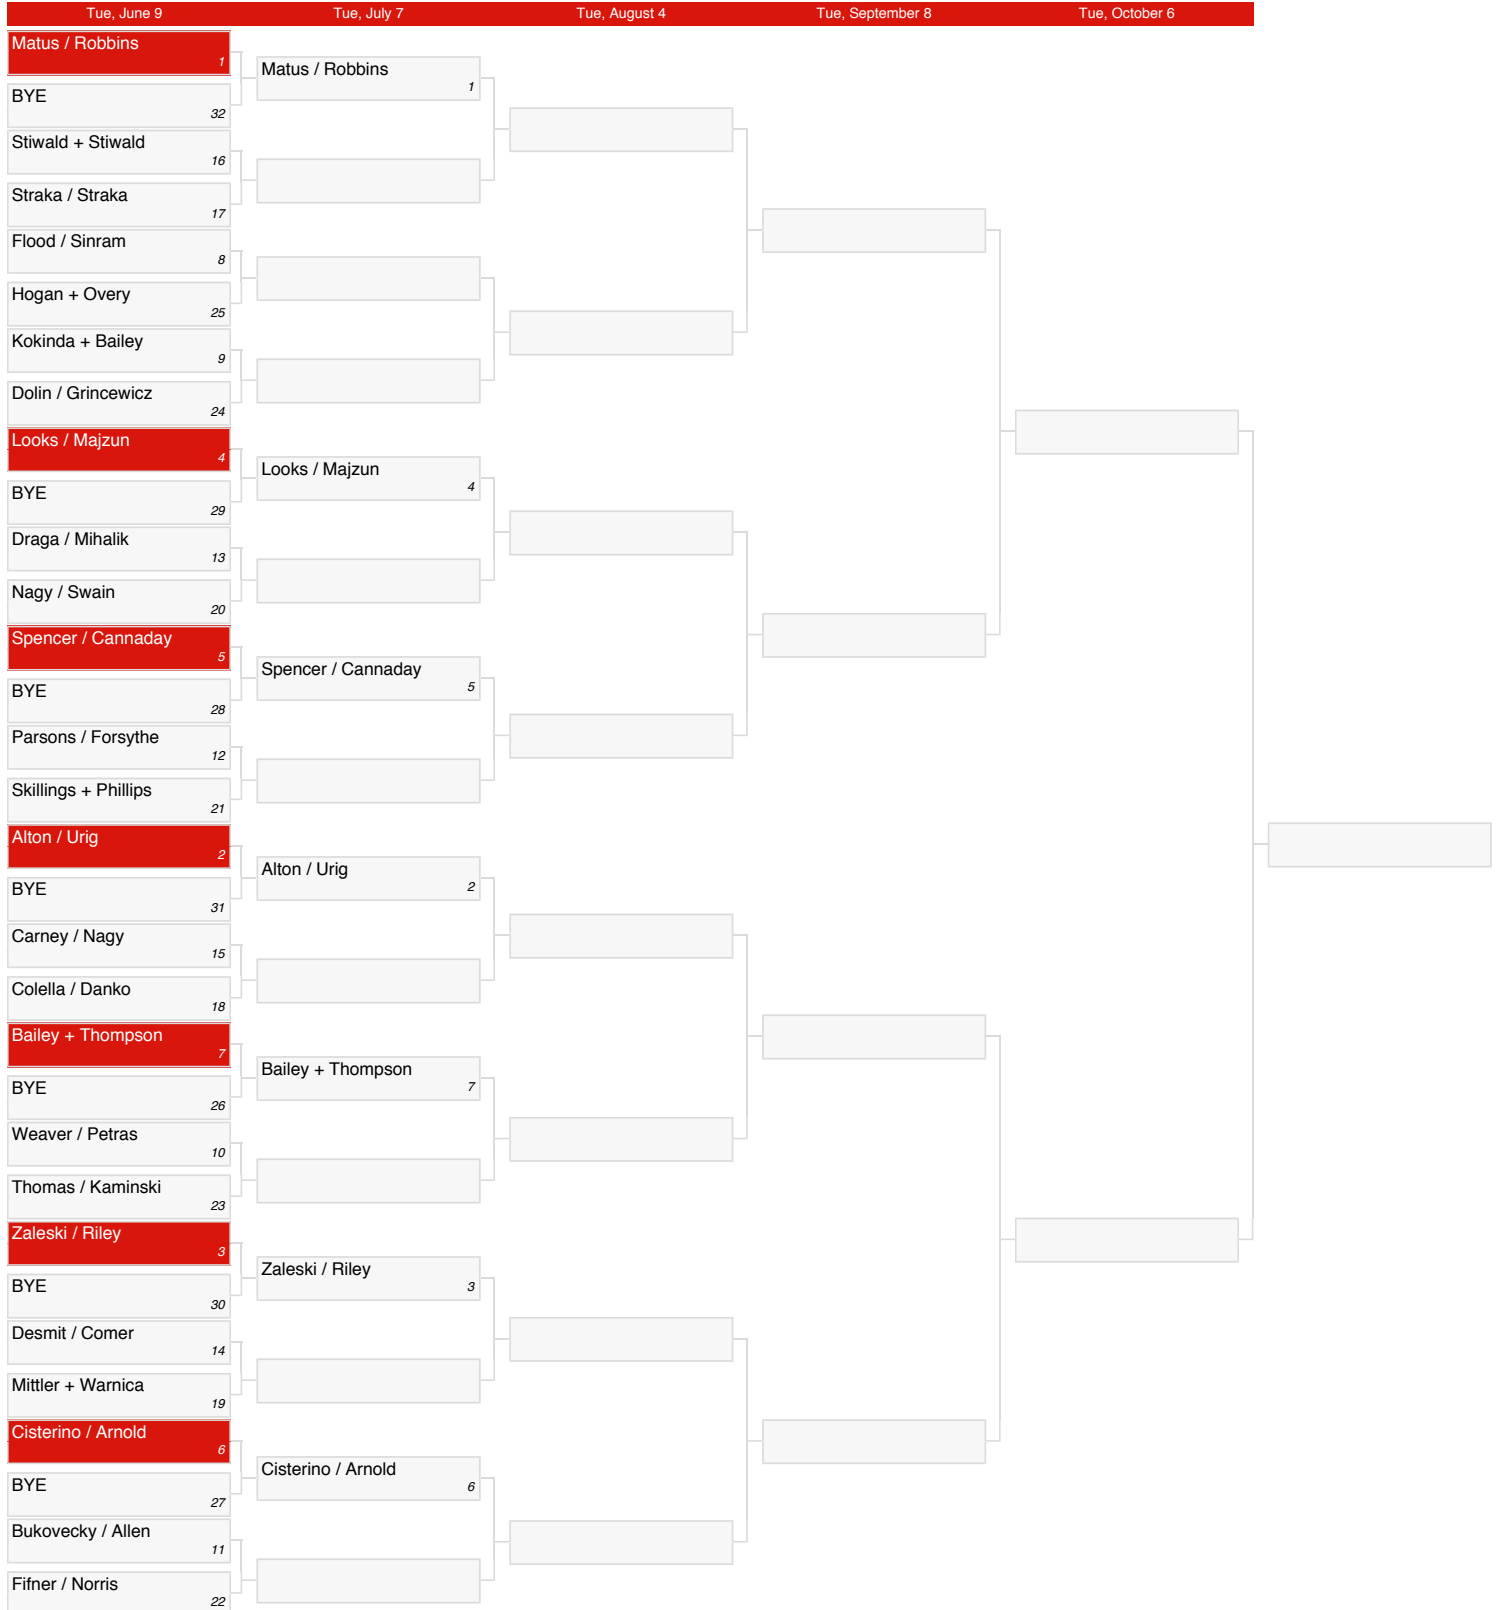 Tue, June 9
Tue, July 7
Tue, August 4
Tue, September 8
Tue, October 6
Matus / Robbins
1
BYE
32
Stiwald + Stiwald
16
Straka / Straka
17
Flood / Sinram
8
Hogan + Overy
25
Kokinda + Bailey
9
Dolin / Grincewicz
24
Looks / Majzun
4
BYE
29
Draga / Mihalik
13
Nagy / Swain
20
Spencer / Cannaday
5
BYE
28
Parsons / Forsythe
12
Skillings + Phillips
21
Alton / Urig
2
BYE
31
Carney / Nagy
15
Colella / Danko
18
Bailey + Thompson
7
BYE
26
Weaver / Petras
10
Thomas / Kaminski
23
Zaleski / Riley
3
BYE
30
Desmit / Comer
14
Mittler + Warnica
19
Cisterino / Arnold
6
BYE
27
Bukovecky / Allen
11
Fifner / Norris
22
Matus / Robbins
1
Looks / Majzun
4
Spencer / Cannaday
5
Alton / Urig
2
Bailey + Thompson
7
Zaleski / Riley
3
Cisterino / Arnold
6